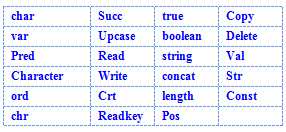 char Succ true Copy
var Upcase boolean Delete
Pred Read string Val
Character Write concat Str
ord Crt length Const
chr Readkey Pos